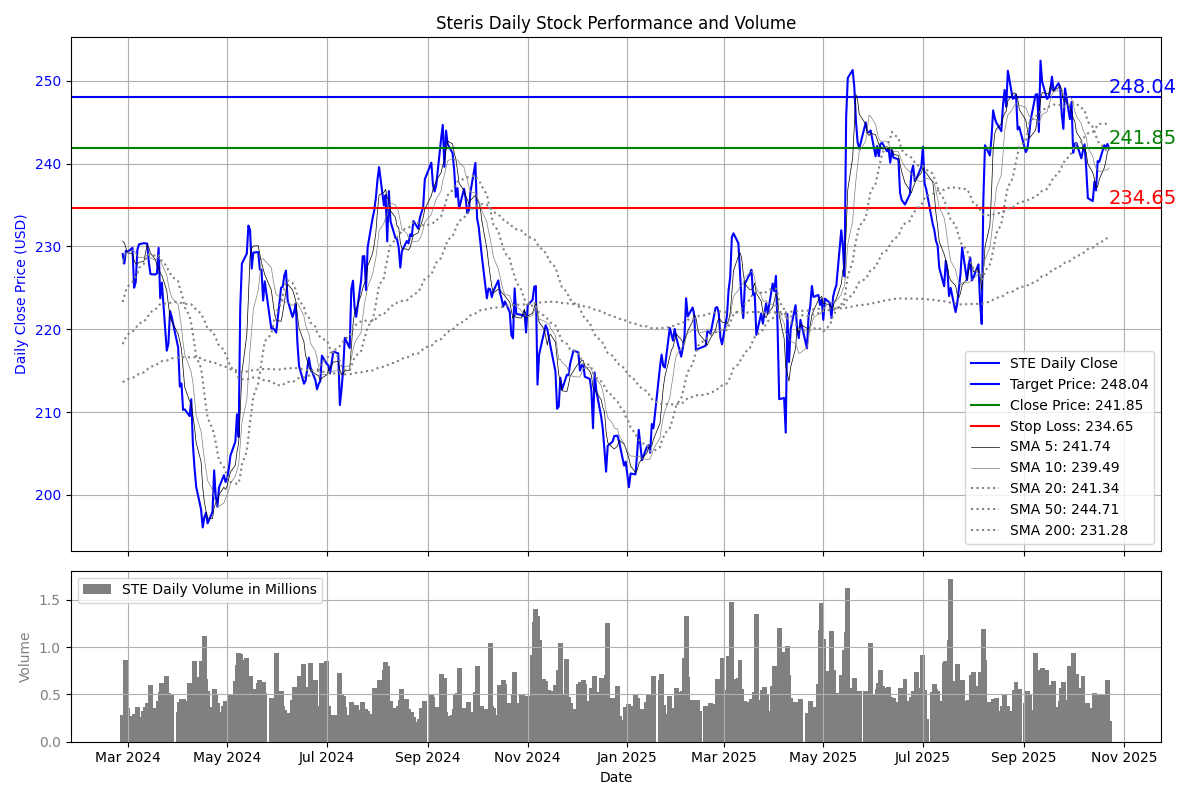 Steris Daily Stock Performance and Volume
Daily Close Price (USD)
250
240
230
220
210
200
248.04
241.85
234.65
STE Daily Close
Target Price: 248.04
Close Price: 241.85
Stop Loss: 234.65
SMA 5: 241.74
SMA 10: 239.49
SMA 20: 241.34
SMA 50: 244.71
SMA 200: 231.28
STE Daily Volume in Millions
Volume
1.5
1.0
0.5
0.0
Mar 2024 May 2024 Jul 2024 Sep 2024 Nov 2024 Jan 2025 Mar 2025 May 2025 Jul 2025 Sep 2025 Nov 2025
Date